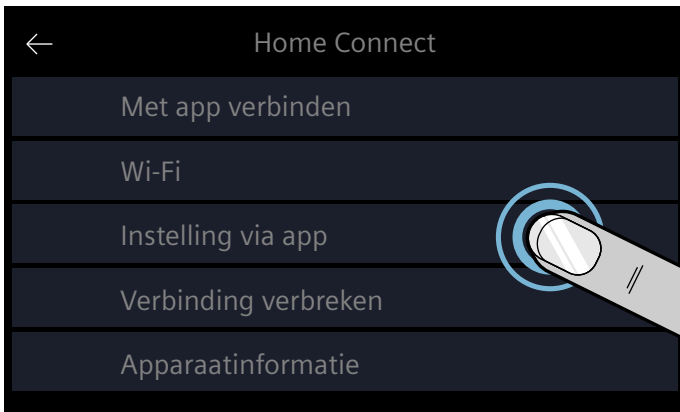 Home Connect
Met app verbinden
Wi-Fi
Instelling via app
Verbinding verbreken
Apparaatinformatie